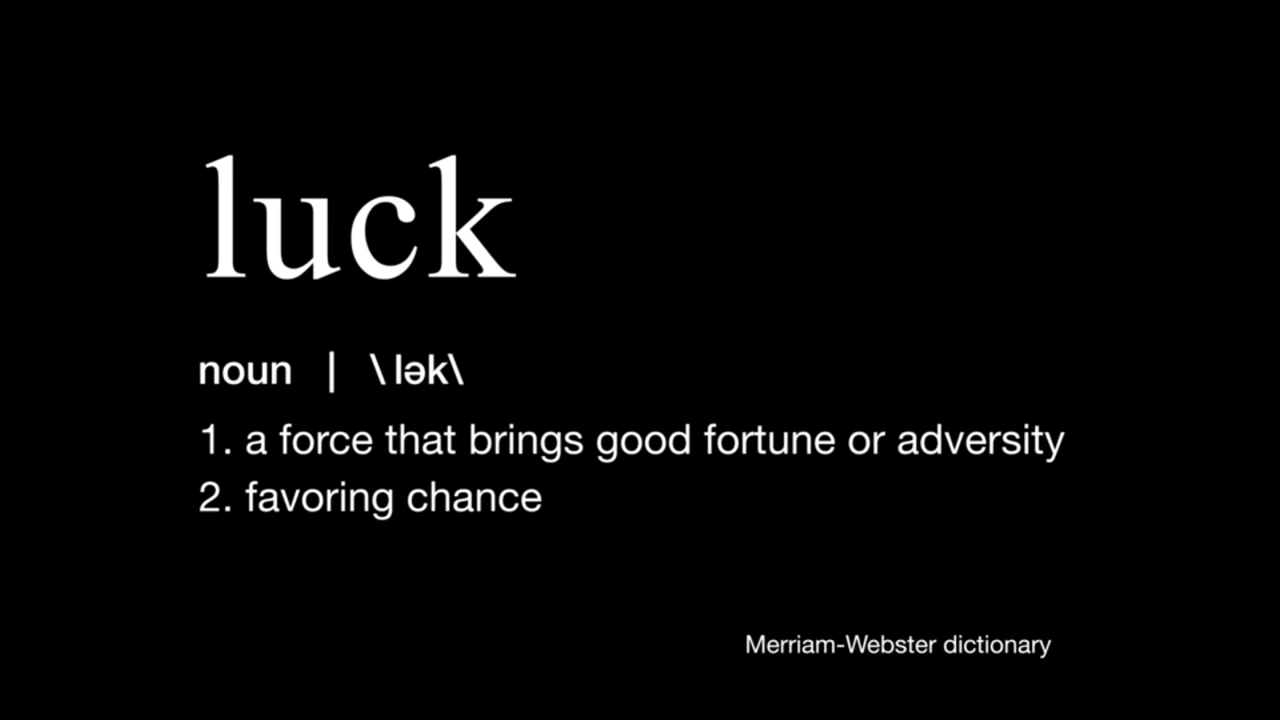 luck
noun | \ lək\
1. a force that brings good fortune or adversity
2. favoring chance
Merriam-Webster dictionary